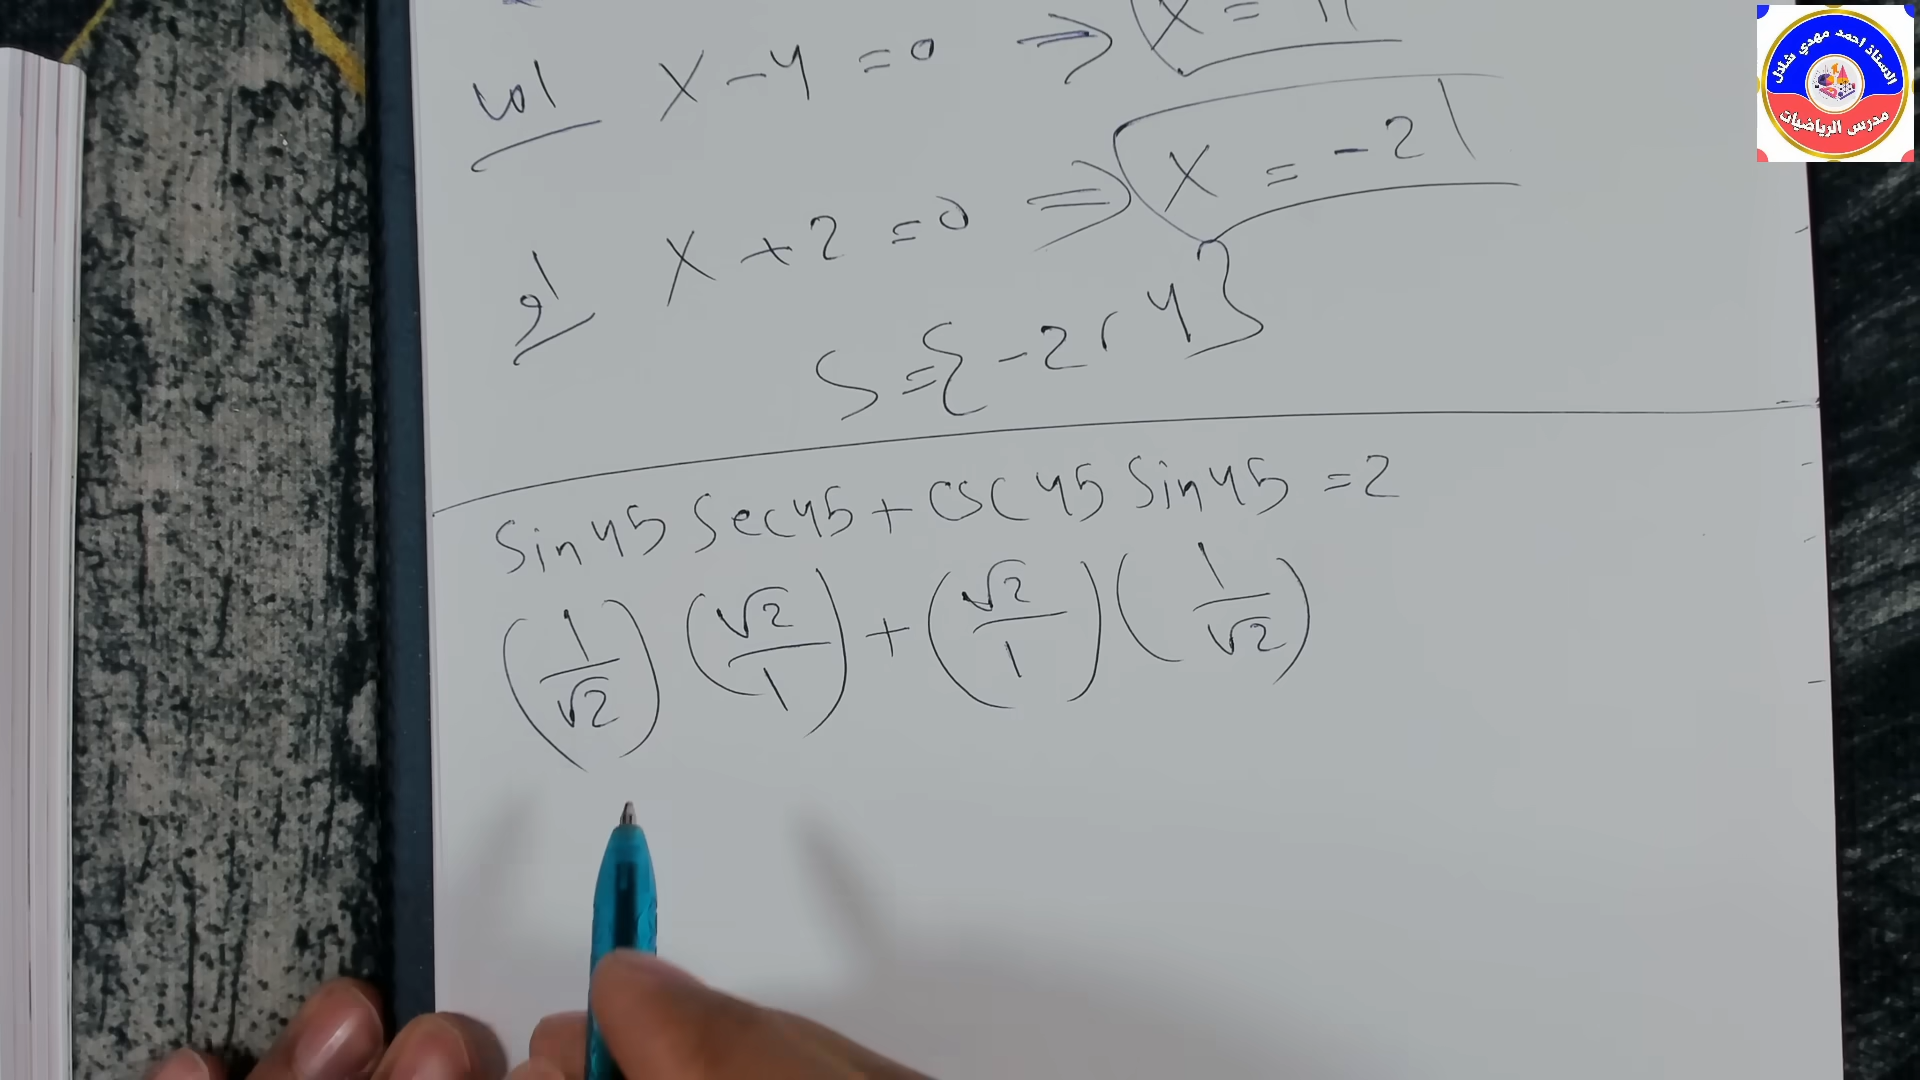 اما X - 4 = 0 ⇒ X = 4
او X + 2 = 0 ⇒ X = -2
S = {-2, 4}
Sin45 Sec45 + CSC45 Sin45 = 2
(1/√2) (√2/1) + (√2/1) (1/√2)
الاستاذ احمد مهدي شلال
مدرس الرياضيات